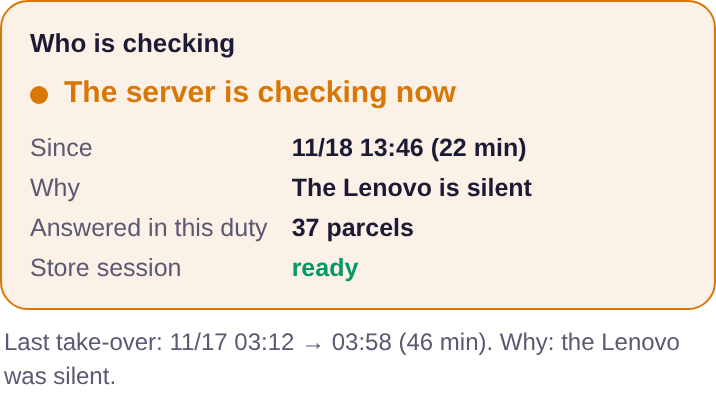 Who is checking
The server is checking now
Since 11/18 13:46 (22 min)
Why The Lenovo is silent
Answered in this duty 37 parcels
Store session ready
Last take-over: 11/17 03:12 → 03:58 (46 min). Why: the Lenovo
was silent.